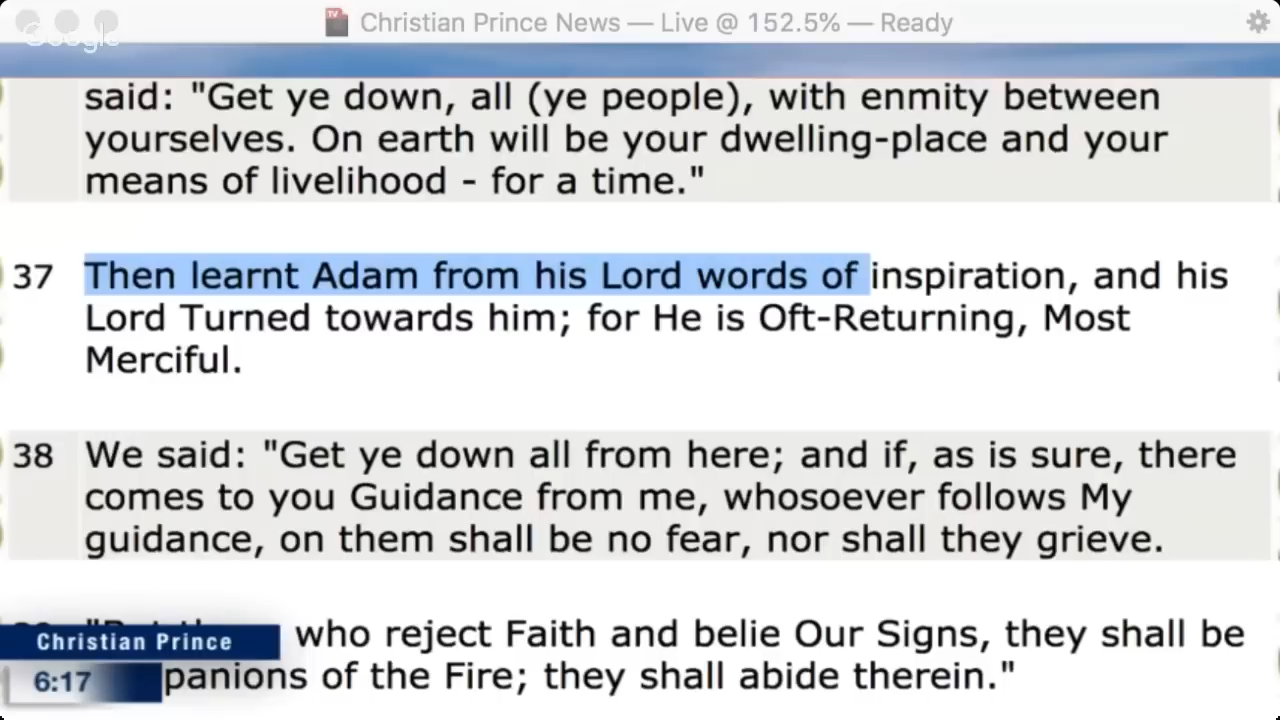 Christian Prince News — Live @ 152.5% — Ready
Google
said: "Get ye down, all (ye people), with enmity between
yourselves. On earth will be your dwelling-place and your
means of livelihood - for a time."
37 Then learnt Adam from his Lord words of inspiration, and his
Lord Turned towards him; for He is Oft-Returning, Most
Merciful.
38 We said: "Get ye down all from here; and if, as is sure, there
comes to you Guidance from me, whosoever follows My
guidance, on them shall be no fear, nor shall they grieve.
who reject Faith and belie Our Signs, they shall be
panions of the Fire; they shall abide therein."
Christian Prince
6:17